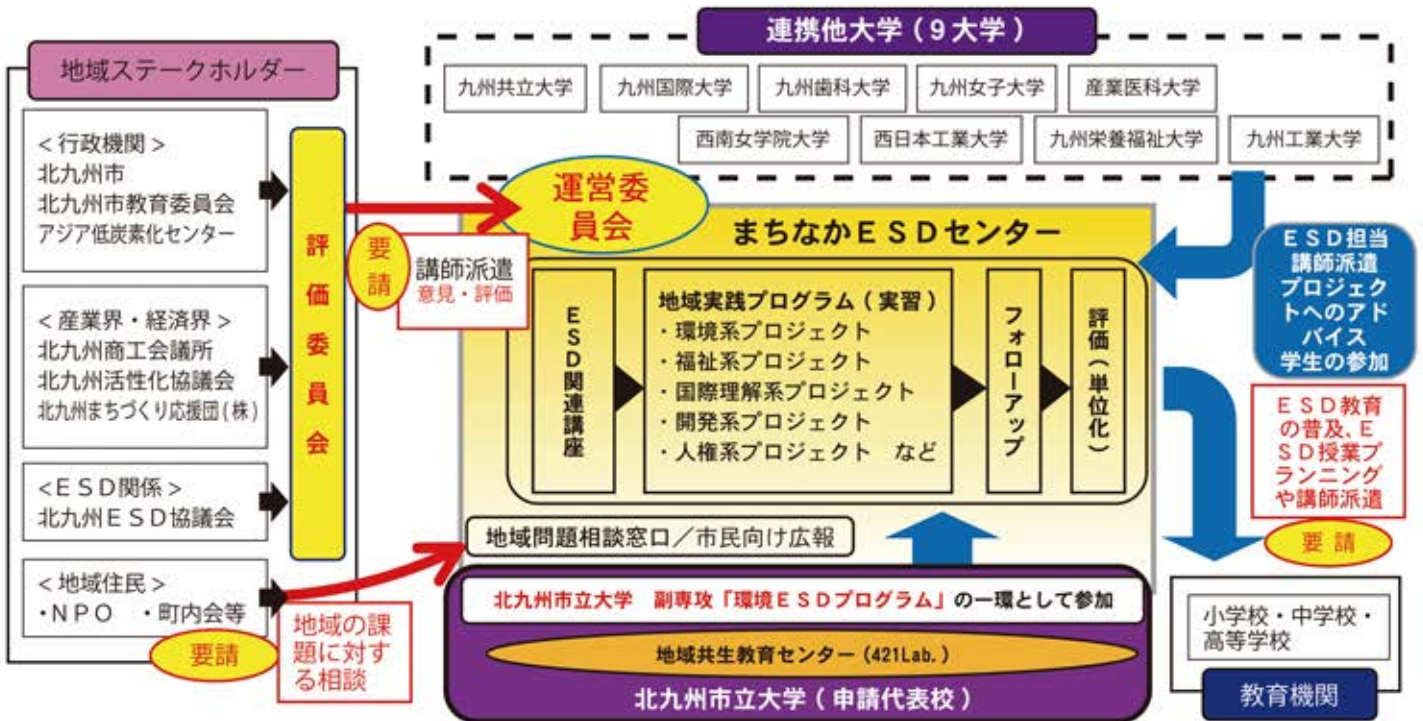 地域ステークホルダー
< 行政機関 >
北九州市
北九州市教育委員会
アジア低炭素化センター
< 産業界・経済界 >
北九州商工会議所
北九州活性化協議会
北九州まちづくり応援団(株)
<ESD関係 >
北九州ESD協議会
< 地域住民 >
・NPO ・町内会等
要請
評価委員会
要請
講師派遣
意見・評価
地域の課
題に対す
る相談
連携他大学(9大学)
九州共立大学
九州国際大学
九州歯科大学
九州女子大学
産業医科大学
西南女学院大学
西日本工業大学
九州栄養福祉大学
九州工業大学
運営委
員会
まちなかESDセンター
ESD関連講座
地域実践プログラム(実習)
・環境系プロジェクト
・福祉系プロジェクト
・国際理解系プロジェクト
・開発系プロジェクト
・人権系プロジェクト など
フォローアップ
評価(単位化)
地域問題相談窓口/市民向け広報
北九州市立大学 副専攻「環境ESDプログラム」の一環として参加
地域共生教育センター(421Lab.)
北九州市立大学(申請代表校)
ESD担当
講師派遣
プロジェク
トへのアド
バイス
学生の参加
ESD教育
の普及、E
SD授業プ
ランニング
や講師派遣
要請
小学校・中学校・
高等学校
教育機関